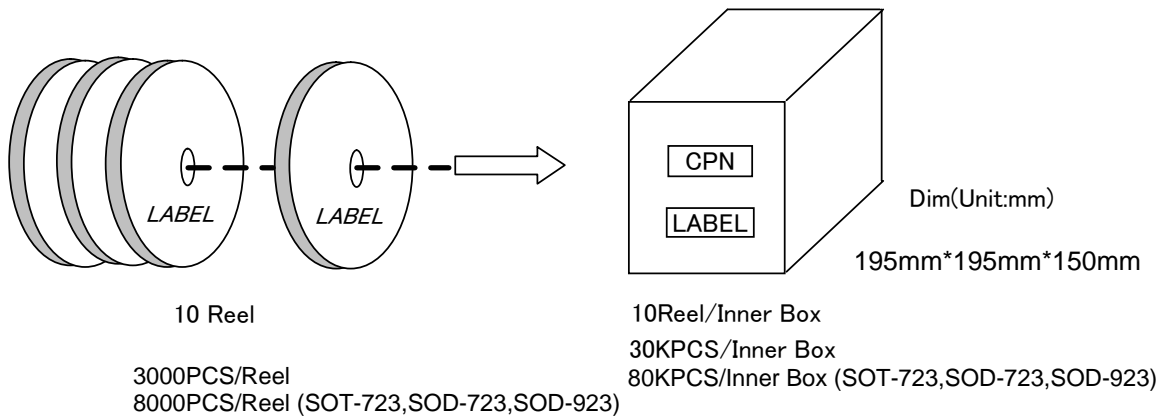 LABEL
LABEL
CPN
LABEL
Dim(Unit:mm)
195mm*195mm*150mm
10 Reel
3000PCS/Reel
8000PCS/Reel (SOT-723,SOD-723,SOD-923)
10Reel/Inner Box
30KPCS/Inner Box
80KPCS/Inner Box (SOT-723,SOD-723,SOD-923)